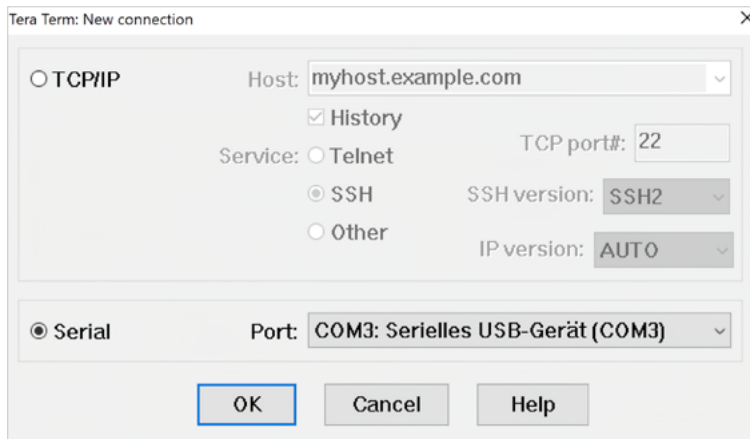 Tera Term: New connection
TCP/IP
Host: myhost.example.com
History
Service: Telnet
TCP port#: 22
SSH
SSH version: SSH2
Other
IP version: AUTO
Serial
Port: COM3: Serielles USB-Gerät (COM3)
OK
Cancel
Help